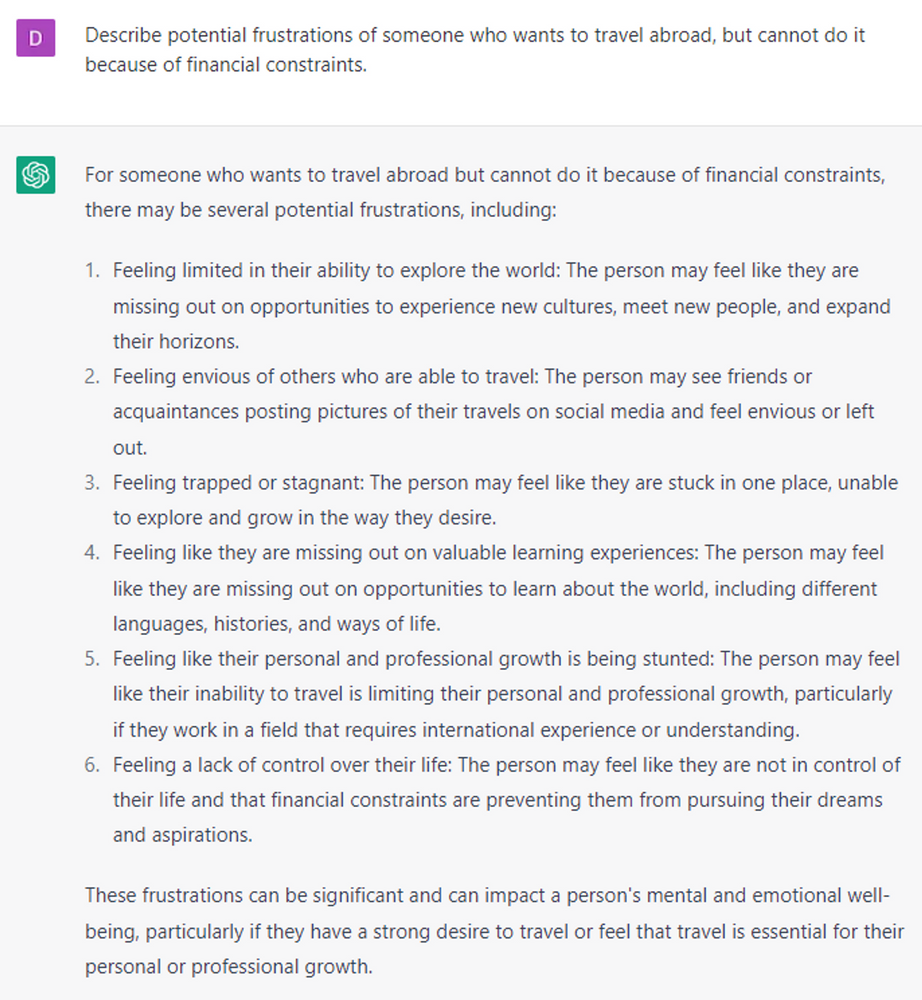 D
Describe potential frustrations of someone who wants to travel abroad, but cannot do it
because of financial constraints.
For someone who wants to travel abroad but cannot do it because of financial constraints,
there may be several potential frustrations, including:
1. Feeling limited in their ability to explore the world: The person may feel like they are
missing out on opportunities to experience new cultures, meet new people, and expand
their horizons.
2. Feeling envious of others who are able to travel: The person may see friends or
acquaintances posting pictures of their travels on social media and feel envious or left
out.
3. Feeling trapped or stagnant: The person may feel like they are stuck in one place, unable
to explore and grow in the way they desire.
4. Feeling like they are missing out on valuable learning experiences: The person may feel
like they are missing out on opportunities to learn about the world, including different
languages, histories, and ways of life.
5. Feeling like their personal and professional growth is being stunted: The person may feel
like their inability to travel is limiting their personal and professional growth, particularly
if they work in a field that requires international experience or understanding.
6. Feeling a lack of control over their life: The person may feel like they are not in control of
their life and that financial constraints are preventing them from pursuing their dreams
and aspirations.
These frustrations can be significant and can impact a person's mental and emotional well-
being, particularly if they have a strong desire to travel or feel that travel is essential for their
personal or professional growth.